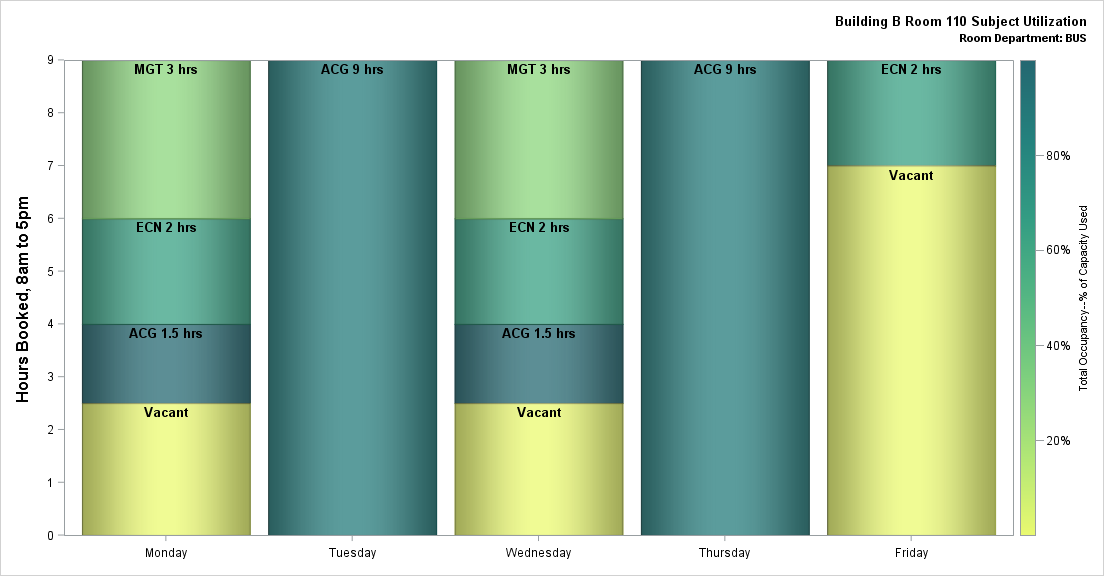 Building B Room 110 Subject Utilization
Room Department: BUS
Hours Booked, 8am to 5pm
9
8
7
6
5
4
3
2
1
0
MGT 3 hrs
ECN 2 hrs
ACG 1.5 hrs
Vacant
ACG 9 hrs
MGT 3 hrs
ECN 2 hrs
ACG 1.5 hrs
Vacant
ACG 9 hrs
ECN 2 hrs
Vacant
Monday
Tuesday
Wednesday
Thursday
Friday
80%
60%
40%
20%
Total Occupancy--% of Capacity Used